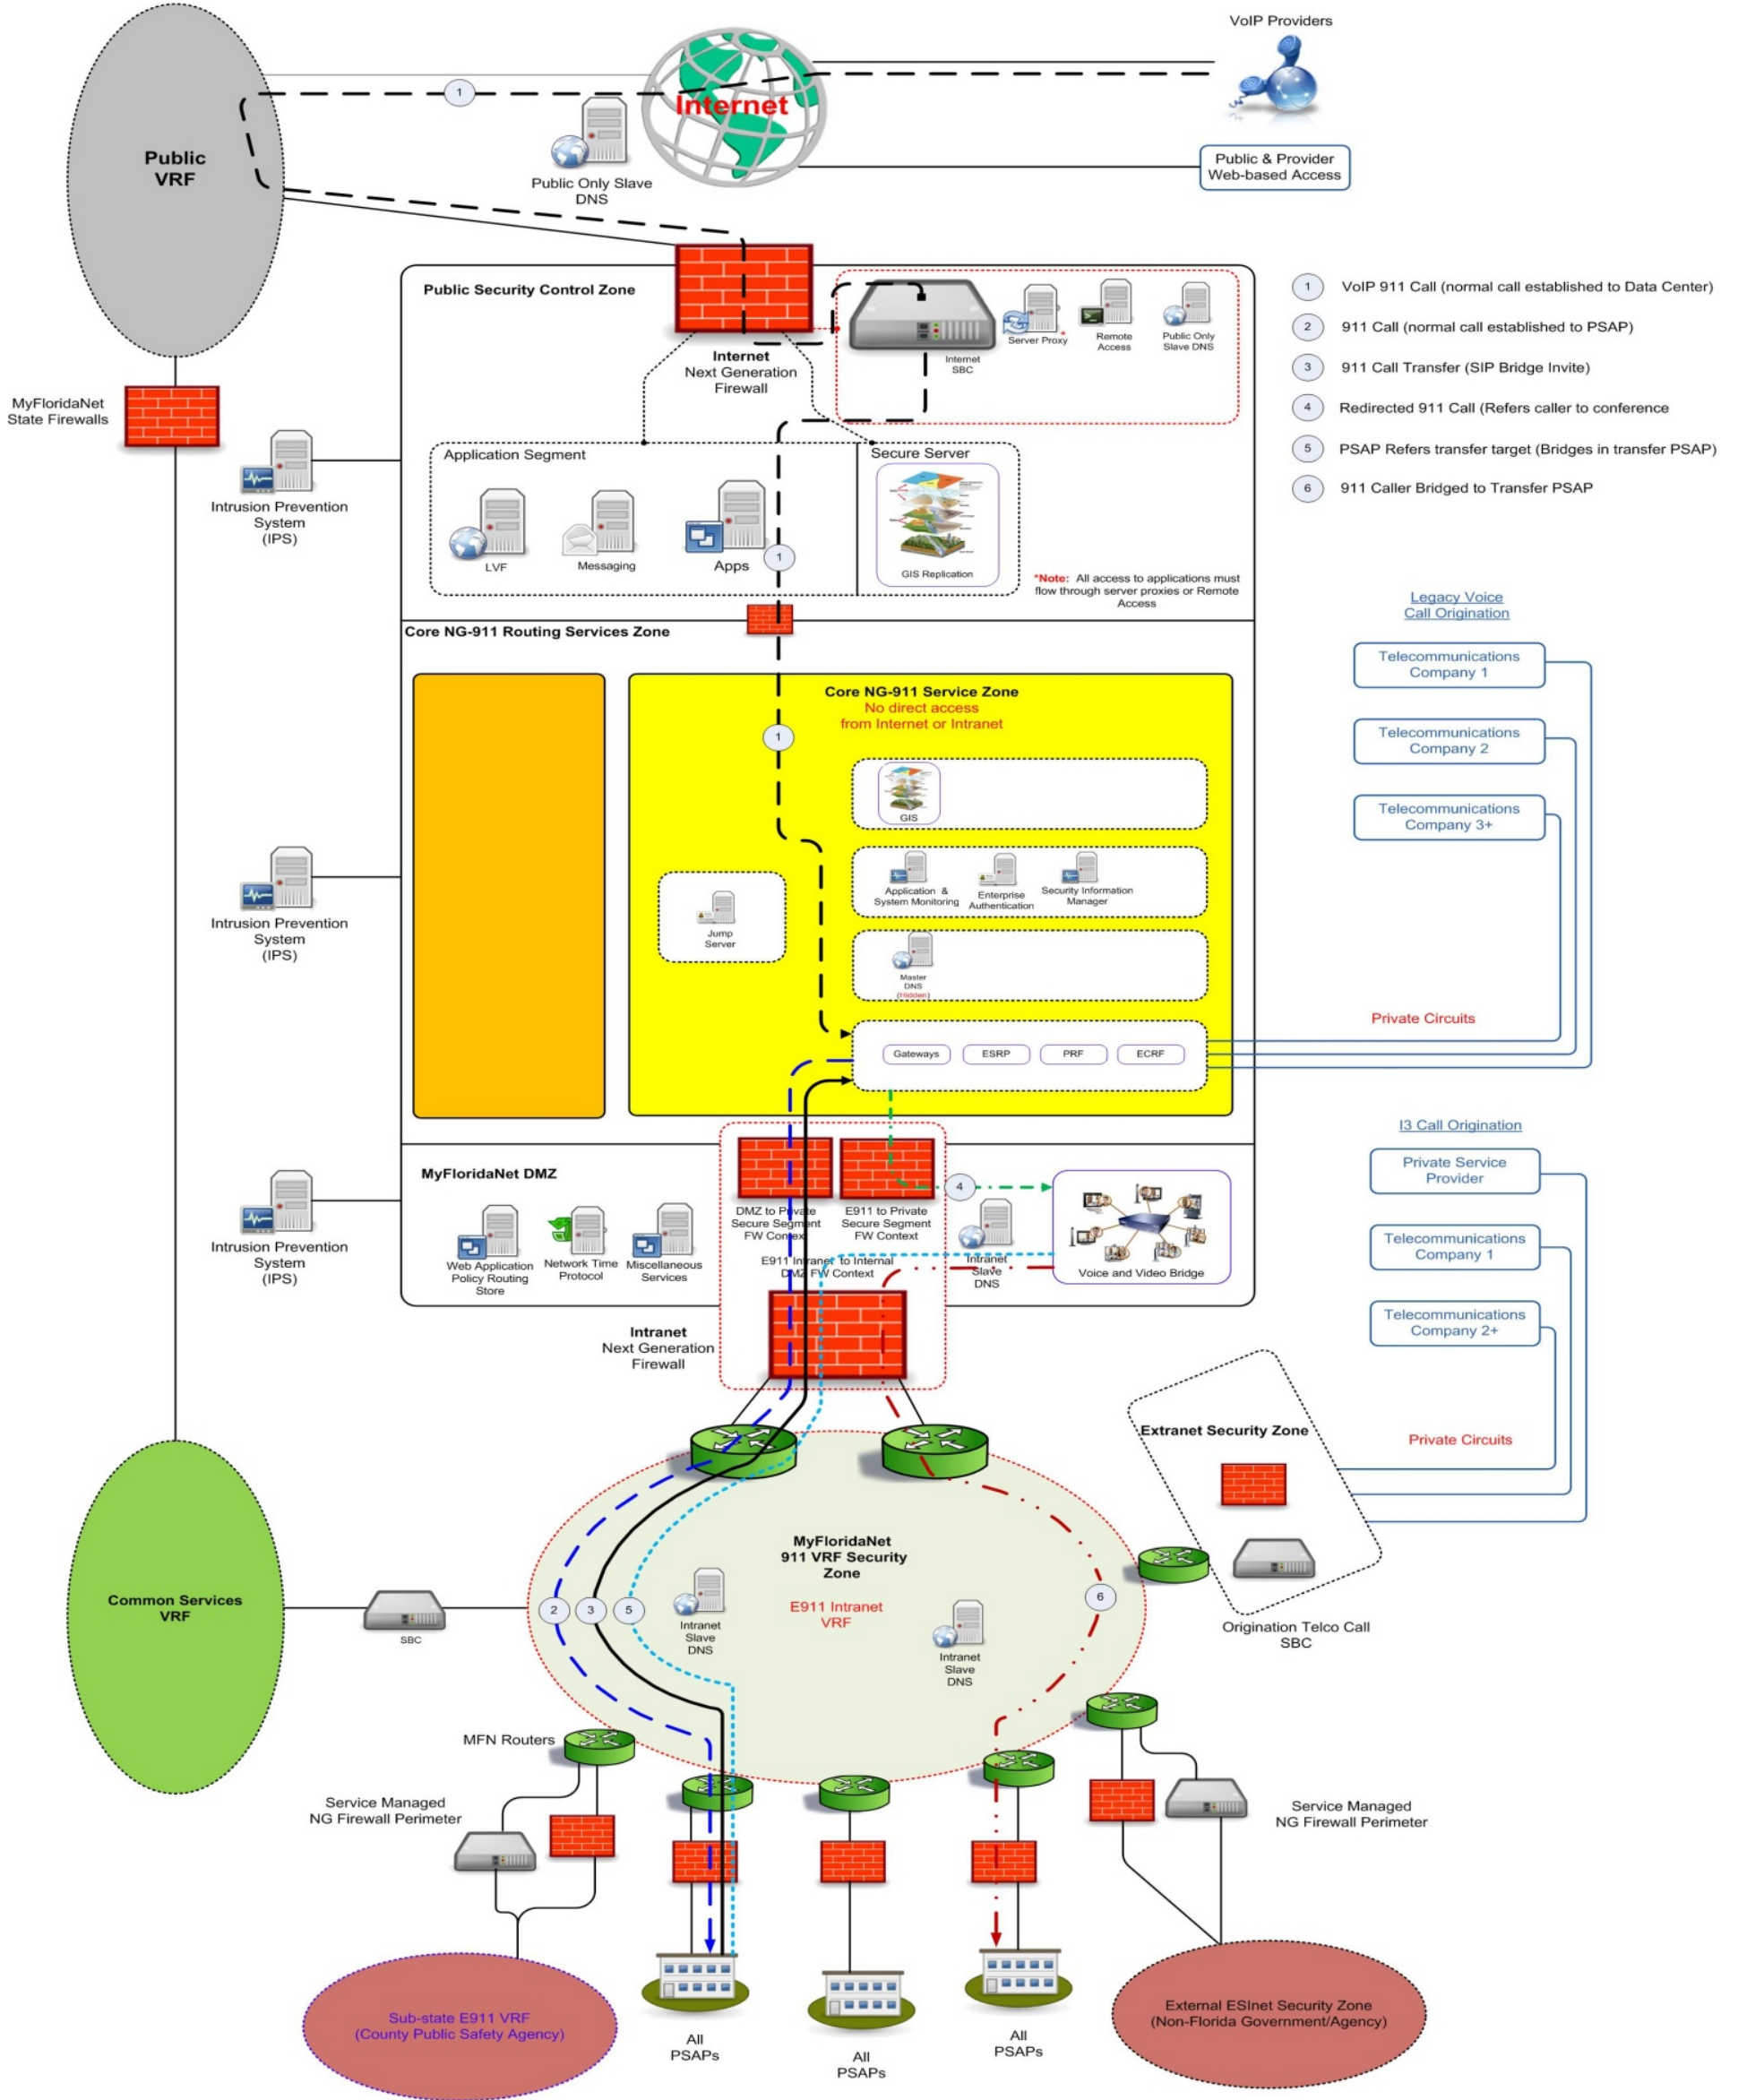 VoIP Providers
1
Internet
Public
VRF
Public Only Slave
DNS
Public & Provider
Web-based Access
Public Security Control Zone
Internet
Next Generation
Firewall
Internet
SBC
Server Proxy
*
Remote
Access
Public Only
Slave DNS
1 VoIP 911 Call (normal call established to Data Center)
2 911 Call (normal call established to PSAP)
3 911 Call Transfer (SIP Bridge Invite)
4 Redirected 911 Call (Refers caller to conference
5 PSAP Refers transfer target (Bridges in transfer PSAP)
6 911 Caller Bridged to Transfer PSAP
MyFloridaNet
State Firewalls
Intrusion Prevention
System
(IPS)
Application Segment
LVF
Messaging
Apps
1
Secure Server
GIS Replication
*Note: All access to applications must
flow through server proxies or Remote
Access
Core NG-911 Routing Services Zone
Core NG-911 Service Zone
No direct access
from Internet or Intranet
1
GIS
Application &
System Monitoring
Enterprise
Authentication
Security Information
Manager
Jump
Server
Master
DNS
(Hidden)
Gateways
ESRP
PRF
ECRF
Intrusion Prevention
System
(IPS)
Legacy Voice
Call Origination
Telecommunications
Company 1
Telecommunications
Company 2
Telecommunications
Company 3+
Private Circuits
MyFloridaNet DMZ
Intrusion Prevention
System
(IPS)
Web Application
Policy Routing
Store
Network Time
Protocol
Miscellaneous
Services
DMZ to Private
Secure Segment
FW Context
E911 to Private
Secure Segment
FW Context
E911 Intranet to Internal
DMZ FW Context
4
Intranet
Slave
DNS
Voice and Video Bridge
Intranet
Next Generation
Firewall
I3 Call Origination
Private Service
Provider
Telecommunications
Company 1
Telecommunications
Company 2+
Private Circuits
Extranet Security Zone
Origination Telco Call
SBC
Common Services
VRF
SBC
MyFloridaNet
911 VRF Security
Zone
E911 Intranet
VRF
2
3
5
6
Intranet
Slave
DNS
Intranet
Slave
DNS
MFN Routers
Service Managed
NG Firewall Perimeter
Service Managed
NG Firewall Perimeter
Sub-state E911 VRF
(County Public Safety Agency)
All
PSAPs
All
PSAPs
All
PSAPs
External ESInet Security Zone
(Non-Florida Government/Agency)